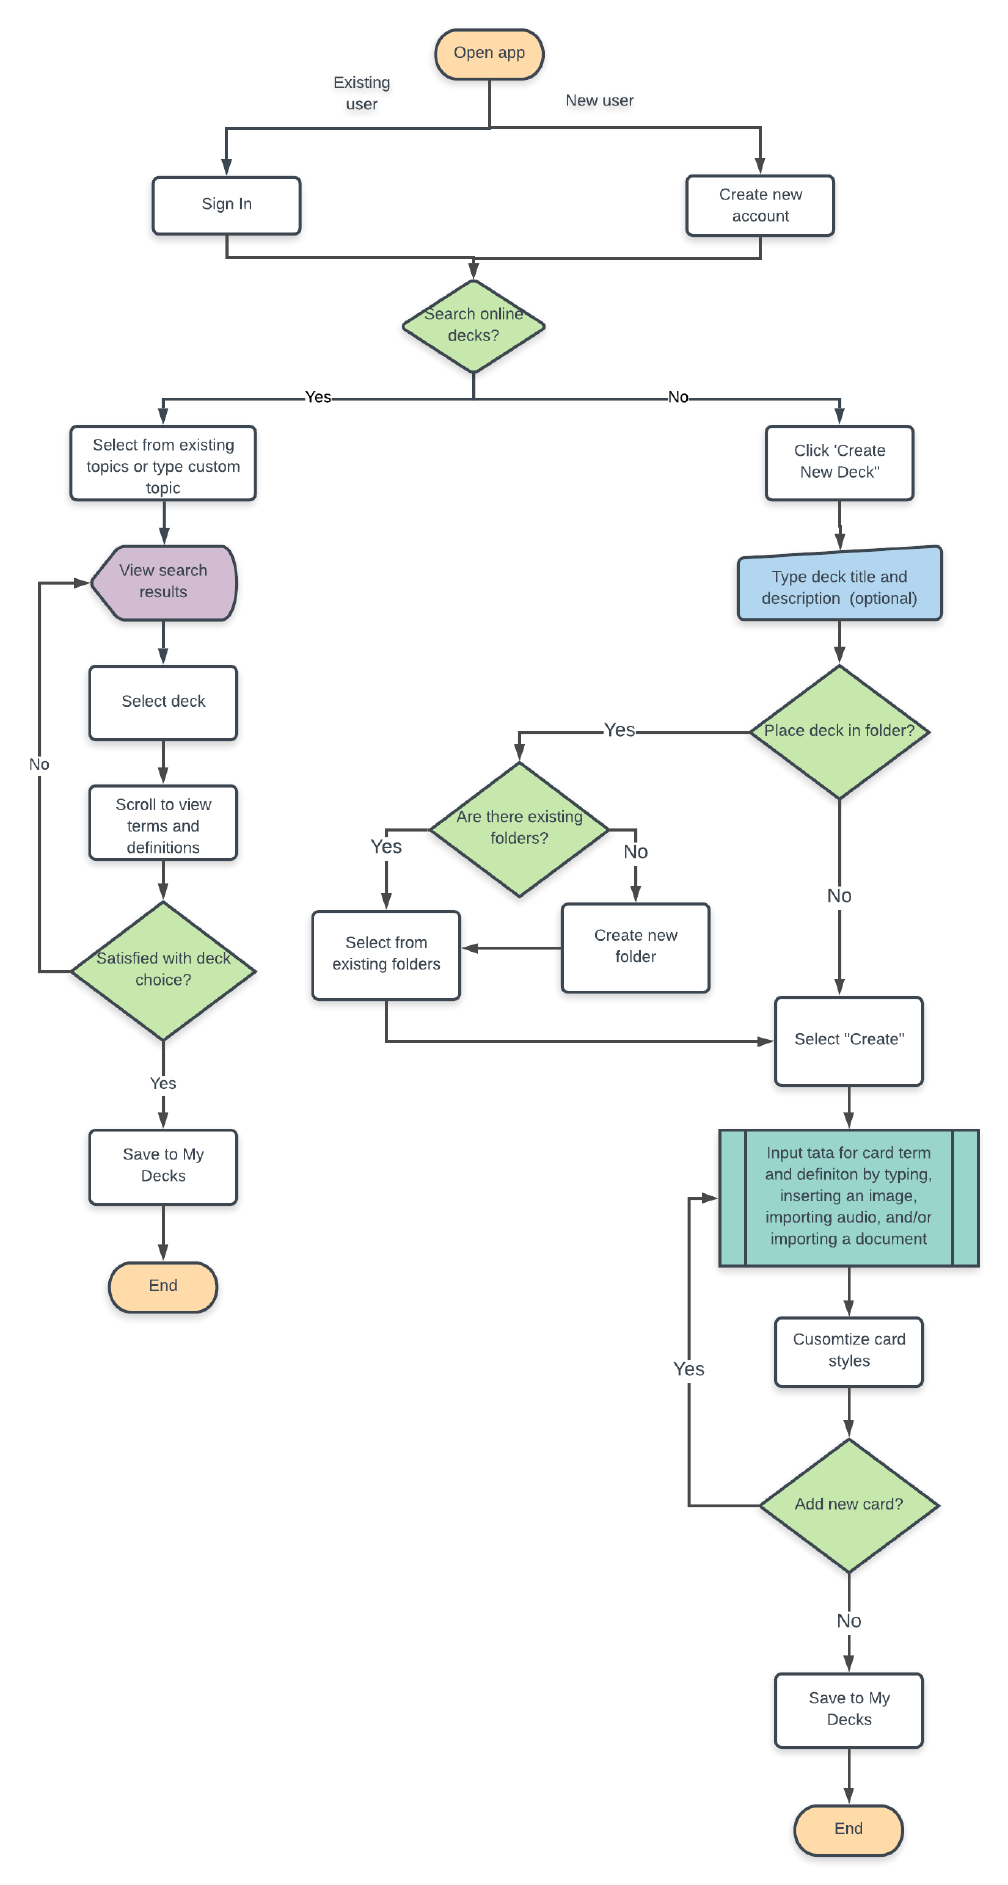 Open app
Existing
user
New user
Sign In
Create new
account
Search online
decks?
Yes
No
Select from existing
topics or type custom
topic
Click 'Create
New Deck"
View search
results
Type deck title and
description  (optional)
Select deck
Place deck in folder?
Yes
No
Scroll to view
terms and
definitions
Are there existing
folders?
Yes
No
No
Select from
existing folders
Create new
folder
Satisfied with deck
choice?
Select "Create"
Yes
Save to My
Decks
Input tata for card term
and definiton by typing,
inserting an image,
importing audio, and/or
importing a document
End
Cusomtize card
styles
Yes
Add new card?
No
Save to My
Decks
End